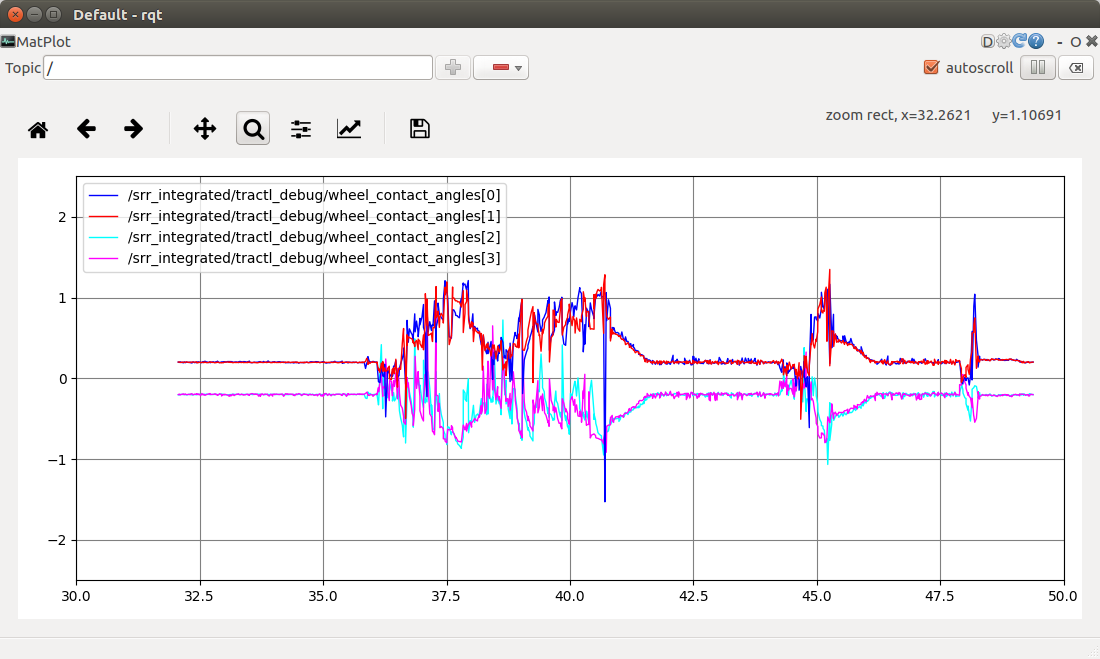 Default - rqt
MatPlot D ? - O
Topic / autoscroll
zoom rect, x=32.2621 y=1.10691
/srr_integrated/tractl_debug/wheel_contact_angles[0]
/srr_integrated/tractl_debug/wheel_contact_angles[1]
/srr_integrated/tractl_debug/wheel_contact_angles[2]
/srr_integrated/tractl_debug/wheel_contact_angles[3]
2
1
0
−1
−2
30.0 32.5 35.0 37.5 40.0 42.5 45.0 47.5 50.0